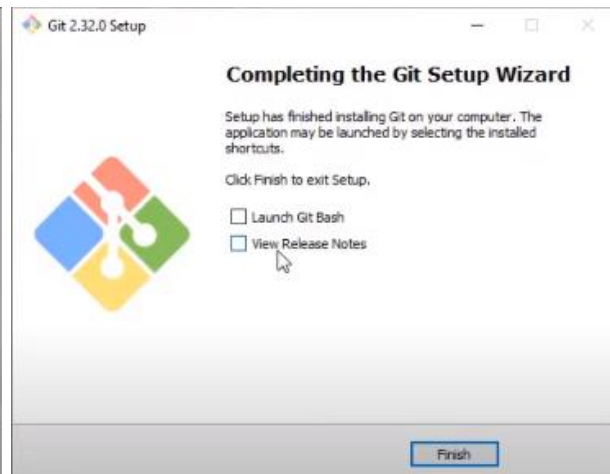 Git 2.32.0 Setup
Completing the Git Setup Wizard
Setup has finished installing Git on your computer. The
application may be launched by selecting the installed
shortcuts.
Click Finish to exit Setup.
Launch Git Bash
View Release Notes
Finish